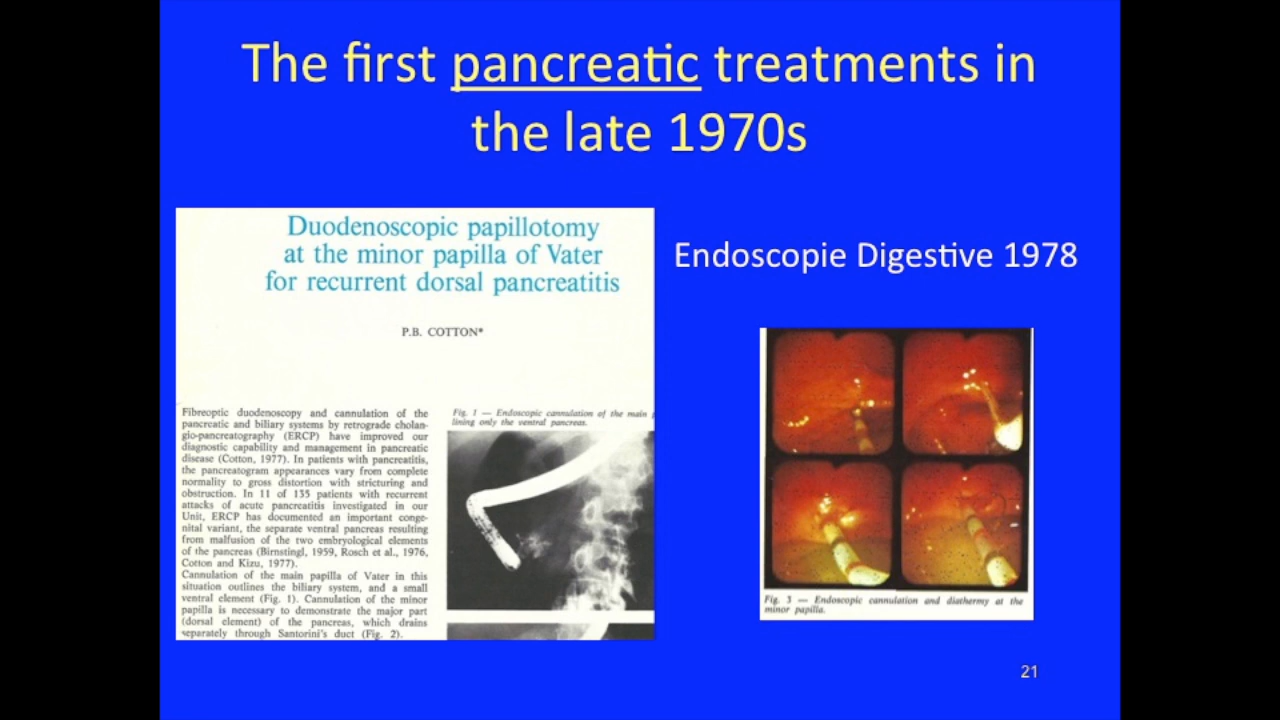 The first pancreatic treatments in
the late 1970s
Duodenoscopic papillotomy
at the minor papilla of Vater
for recurrent dorsal pancreatitis
P.B. COTTON*
Endoscopie Digestive 1978
Fibreoptic duodenoscopy and cannulation of the
pancreatic and biliary systems by retrograde cholan-
gio-pancreatography (ERCP) have improved our
diagnostic capability and management in pancreatic
disease (Cotton, 1977). In patients with pancreatitis,
the pancreatogram appearances vary from complete
normality to gross distortion with stricturing and
obstruction. In 11 of 135 patients with recurrent
attacks of acute pancreatitis investigated in our
Unit, ERCP has documented an important conge-
nital variant, the separate ventral pancreas resulting
from malfusion of the two embryological elements
of the pancreas (Birnstingl, 1959, Rosch et al., 1976,
Cotton and Kizu, 1977).
Cannulation of the main papilla of Vater in this
situation outlines the biliary system, and a small
ventral element (Fig. 1). Cannulation of the minor
papilla is necessary to demonstrate the major part
(dorsal element) of the pancreas, which drains
separately through Santorini's duct (Fig. 2).
Fig. 1 — Endoscopic cannulation of the main
lining only the ventral pancreas.
Fig. 3 — Endoscopic cannulation and diathermy at the
minor papilla.
21